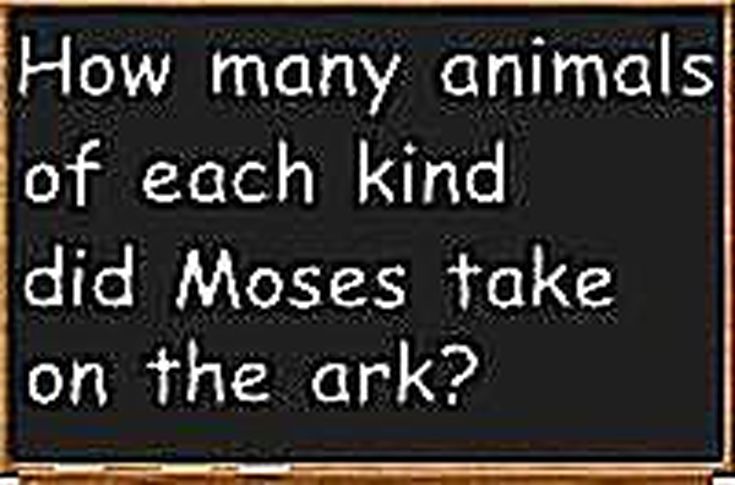 How many animals
of each kind
did Moses take
on the ark?